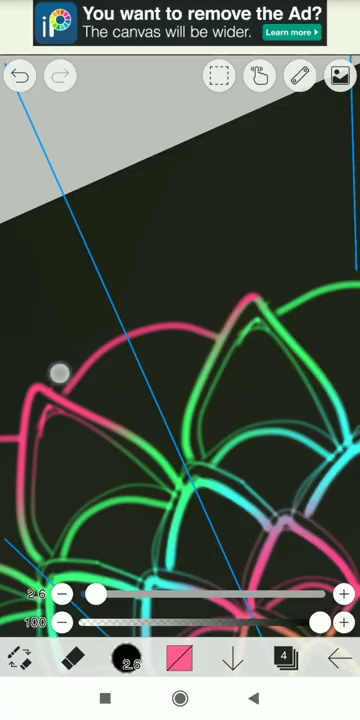 iP
You want to remove the Ad?
The canvas will be wider.
Learn more
2.6
100
2.6
4